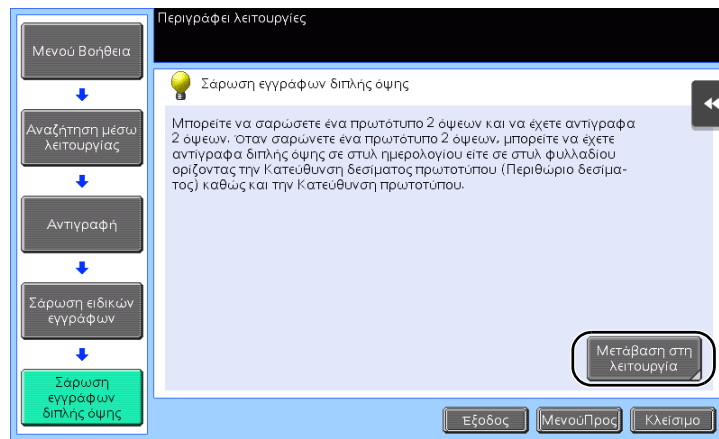 Περιγράφει λειτουργίες
Μενού Βοήθεια
Αναζήτηση μέσω
λειτουργίας
Αντιγραφή
Σάρωση ειδικών
εγγράφων
Σάρωση
εγγράφων
διπλής όψης
Σάρωση εγγράφων διπλής όψης
Μπορείτε να σαρώσετε ένα πρωτότυπο 2 όψεων και να έχετε αντίγραφα
2 όψεων. Όταν σαρώνετε ένα πρωτότυπο 2 όψεων, μπορείτε να έχετε
αντίγραφα διπλής όψης σε στυλ ημερολογίου είτε σε στυλ φυλλαδίου
ορίζοντας την Κατεύθυνση δεσίματος πρωτοτύπου (Περιθώριο δεσίμα-
τος) καθώς και την Κατεύθυνση πρωτοτύπου.
Μετάβαση στη
λειτουργία
Έξοδος
ΜενούΠρος
Κλείσιμο